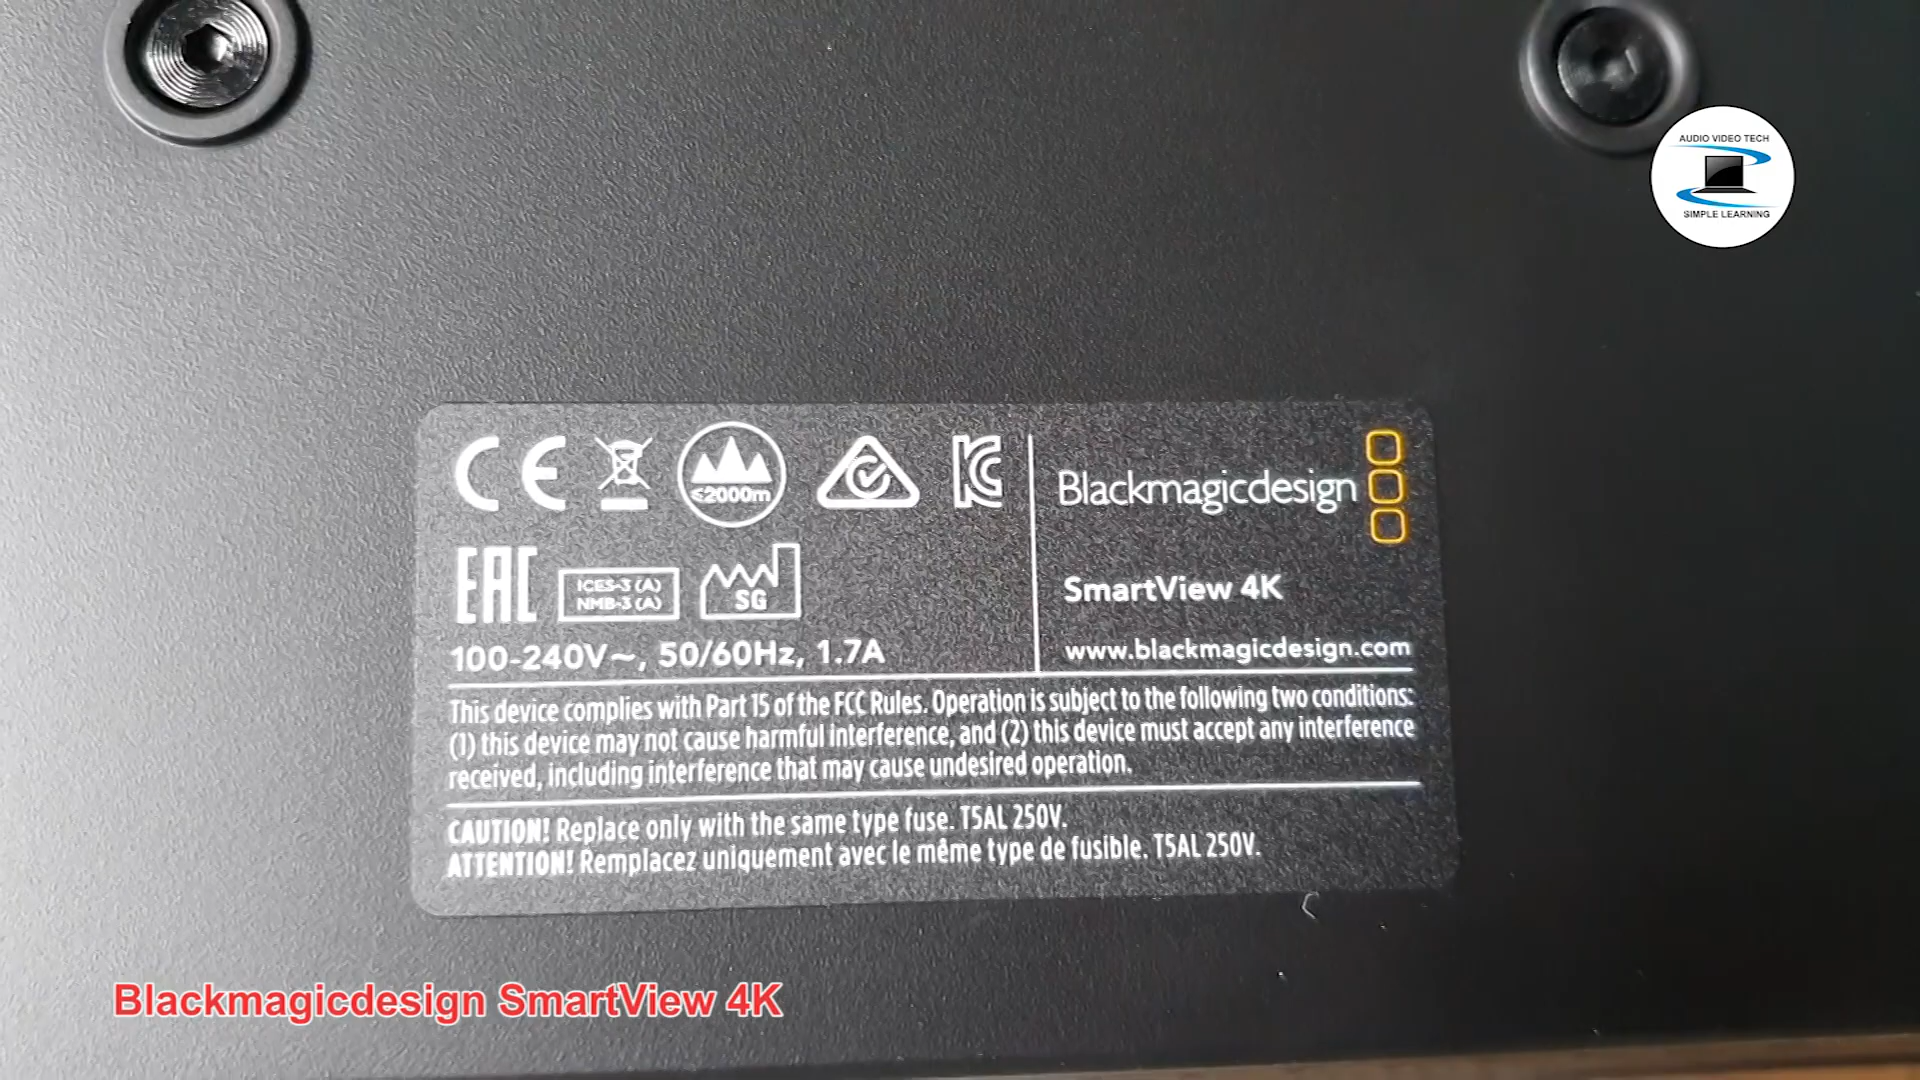 AUDIO VIDEO TECH
SIMPLE LEARNING
CE
≤2000m
Blackmagicdesign
EAC
ICES-3 (A)
NMB-3 (A)
SG
SmartView 4K
100-240V~, 50/60Hz, 1.7A
www.blackmagicdesign.com
This device complies with Part 15 of the FCC Rules. Operation is subject to the following two conditions:
(1) this device may not cause harmful interference, and (2) this device must accept any interference
received, including interference that may cause undesired operation.
CAUTION! Replace only with the same type fuse. T5AL 250V.
ATTENTION! Remplacez uniquement avec le même type de fusible. T5AL 250V.
Blackmagicdesign SmartView 4K